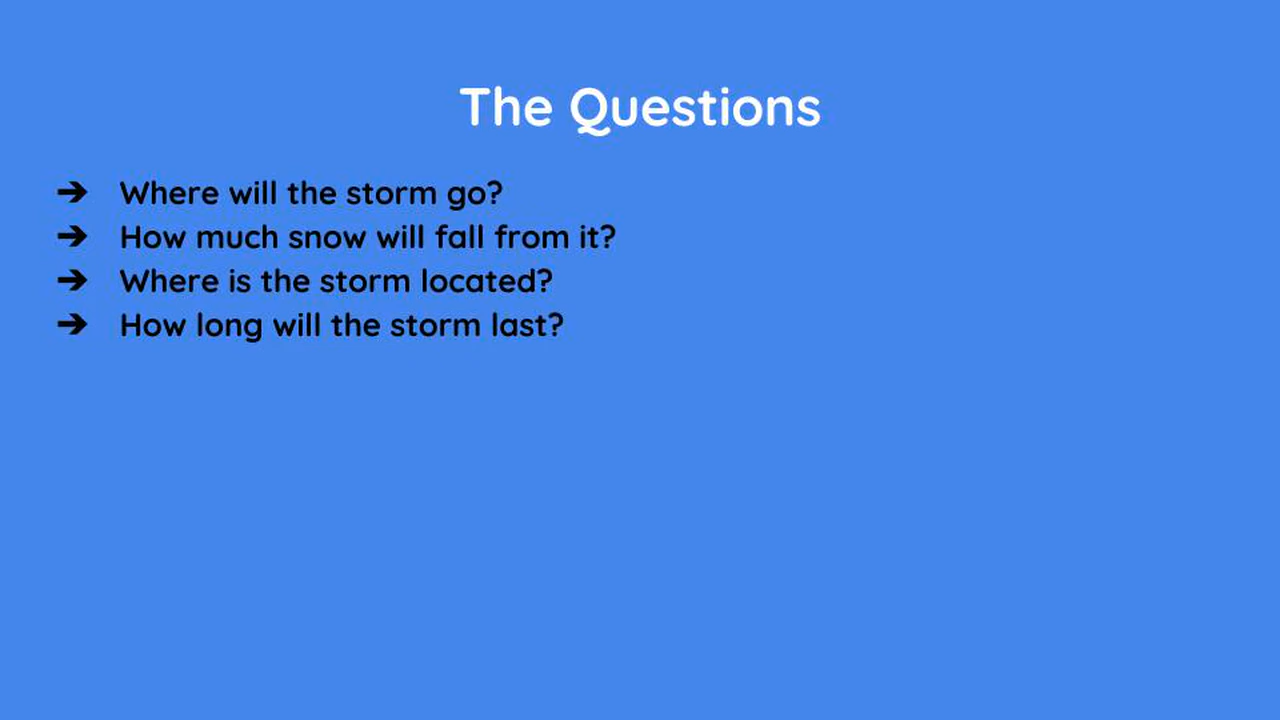 The Questions
➔ Where will the storm go?
➔ How much snow will fall from it?
➔ Where is the storm located?
➔ How long will the storm last?